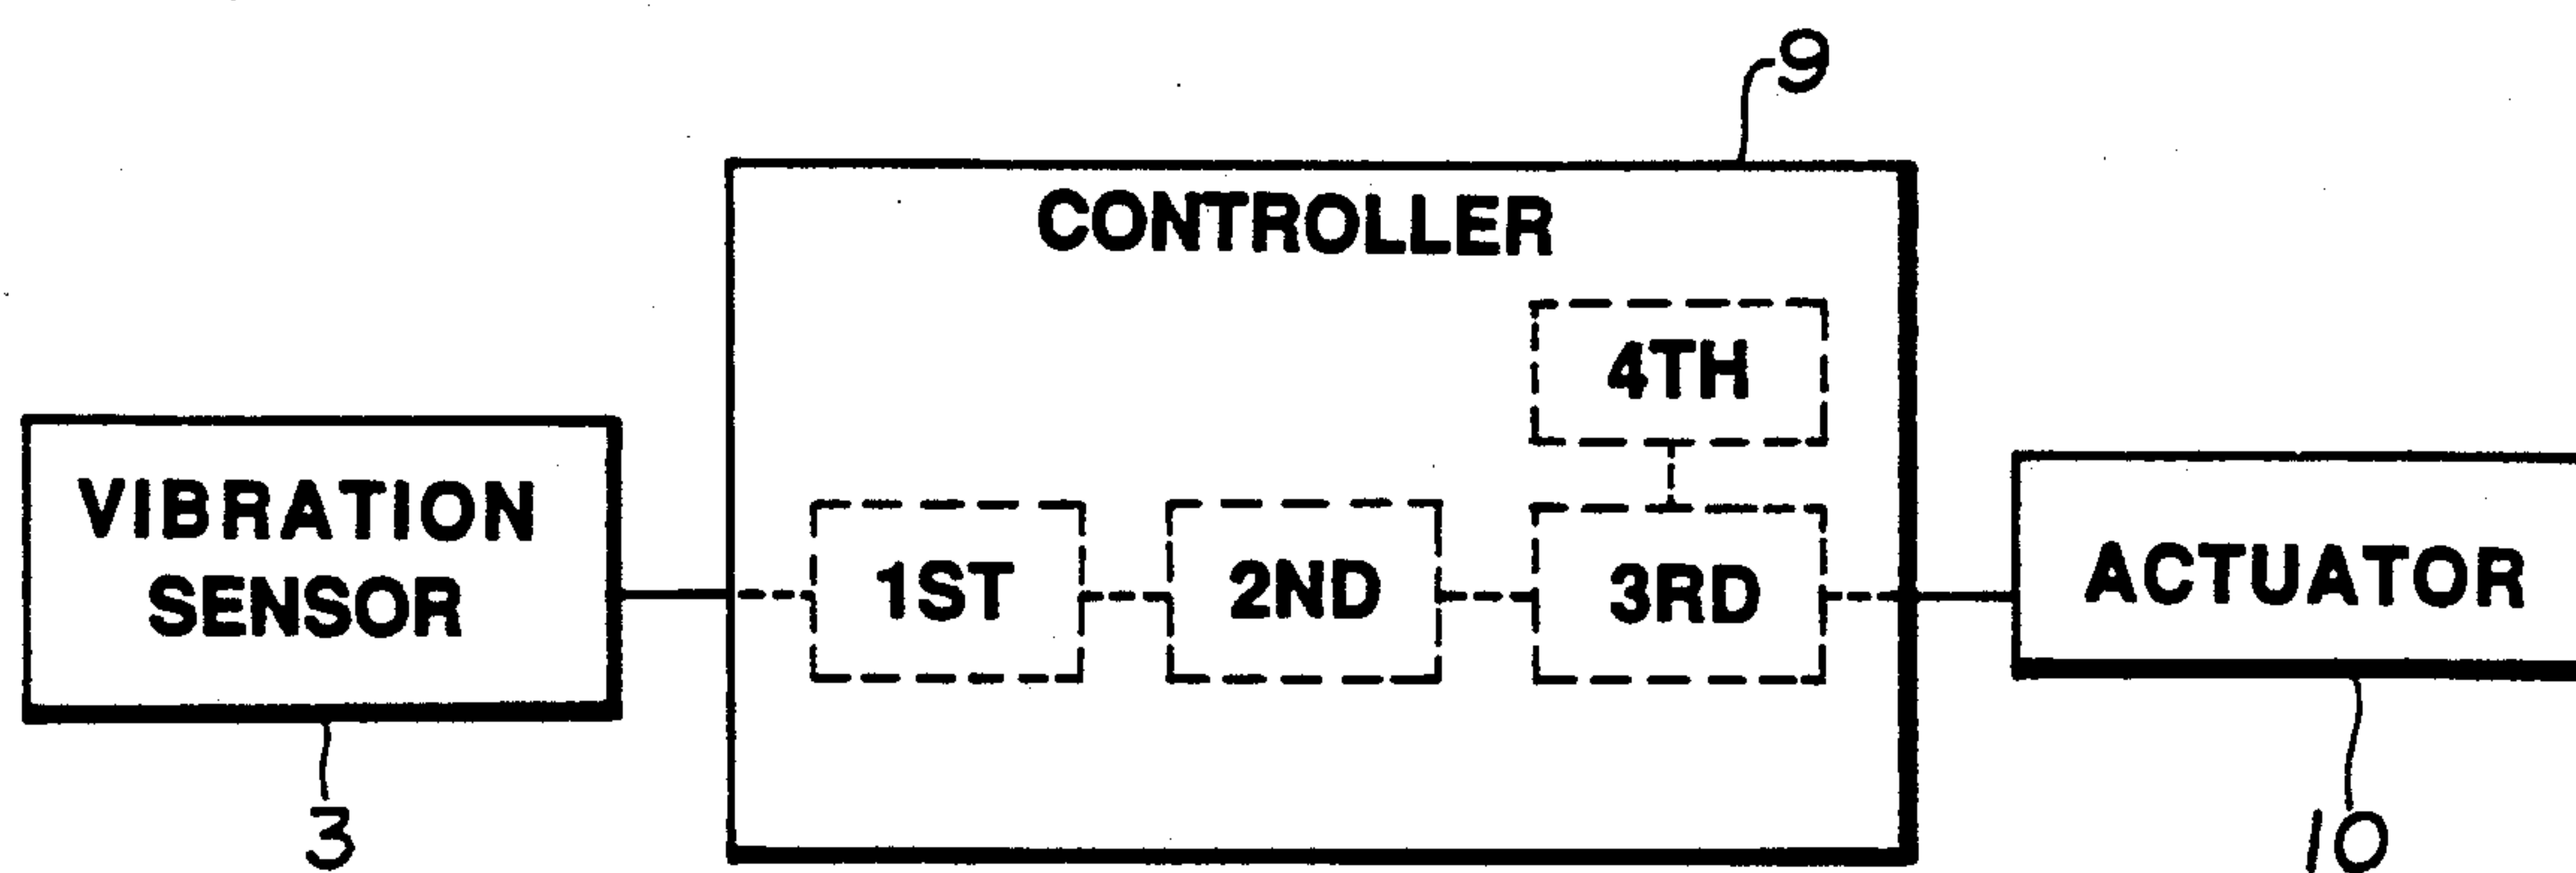 9
CONTROLLER
4TH
VIBRATION
SENSOR
1ST
2ND
3RD
ACTUATOR
3
10